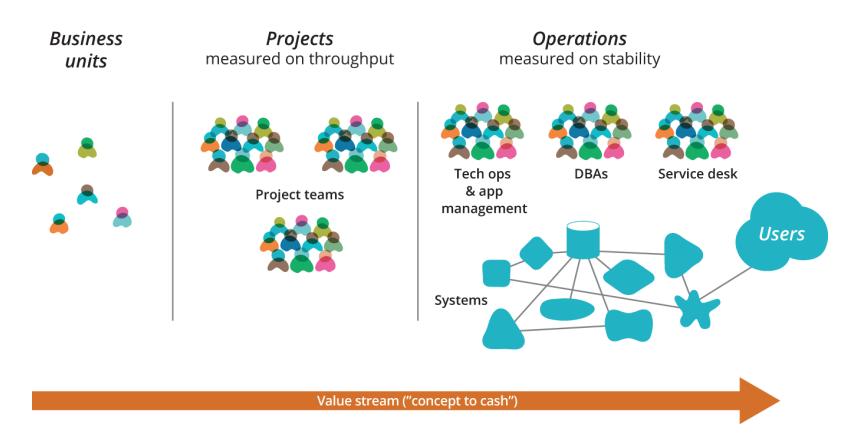 Business
units
Projects
measured on throughput
Operations
measured on stability
Project teams
Tech ops
& app
management
DBAs
Service desk
Users
Systems
Value stream ("concept to cash")